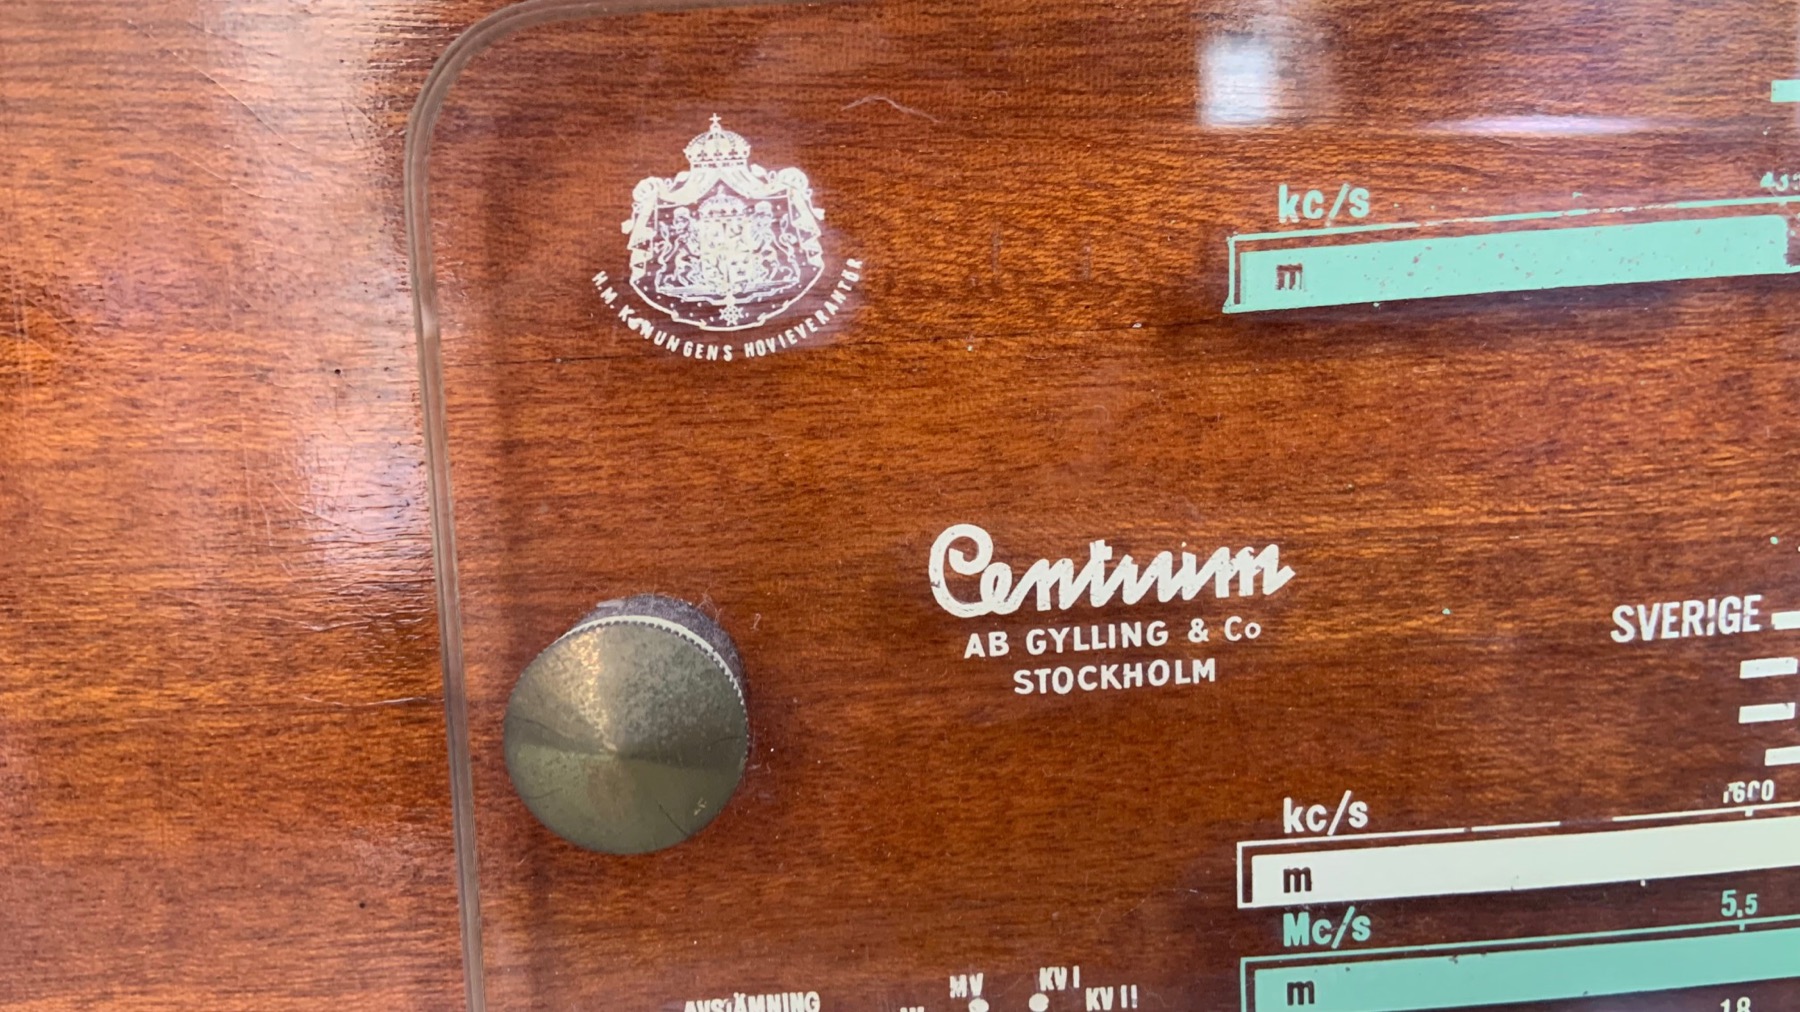 H.M. KONUNGENS HOVLEVERANTÖR
kc/s
m
Centrum
AB GYLLING & Co
STOCKHOLM
SVERIGE
kc/s
1600
m
Mc/s
5,5
m
18
AVSTÄMNING
MV
KV I
KV II